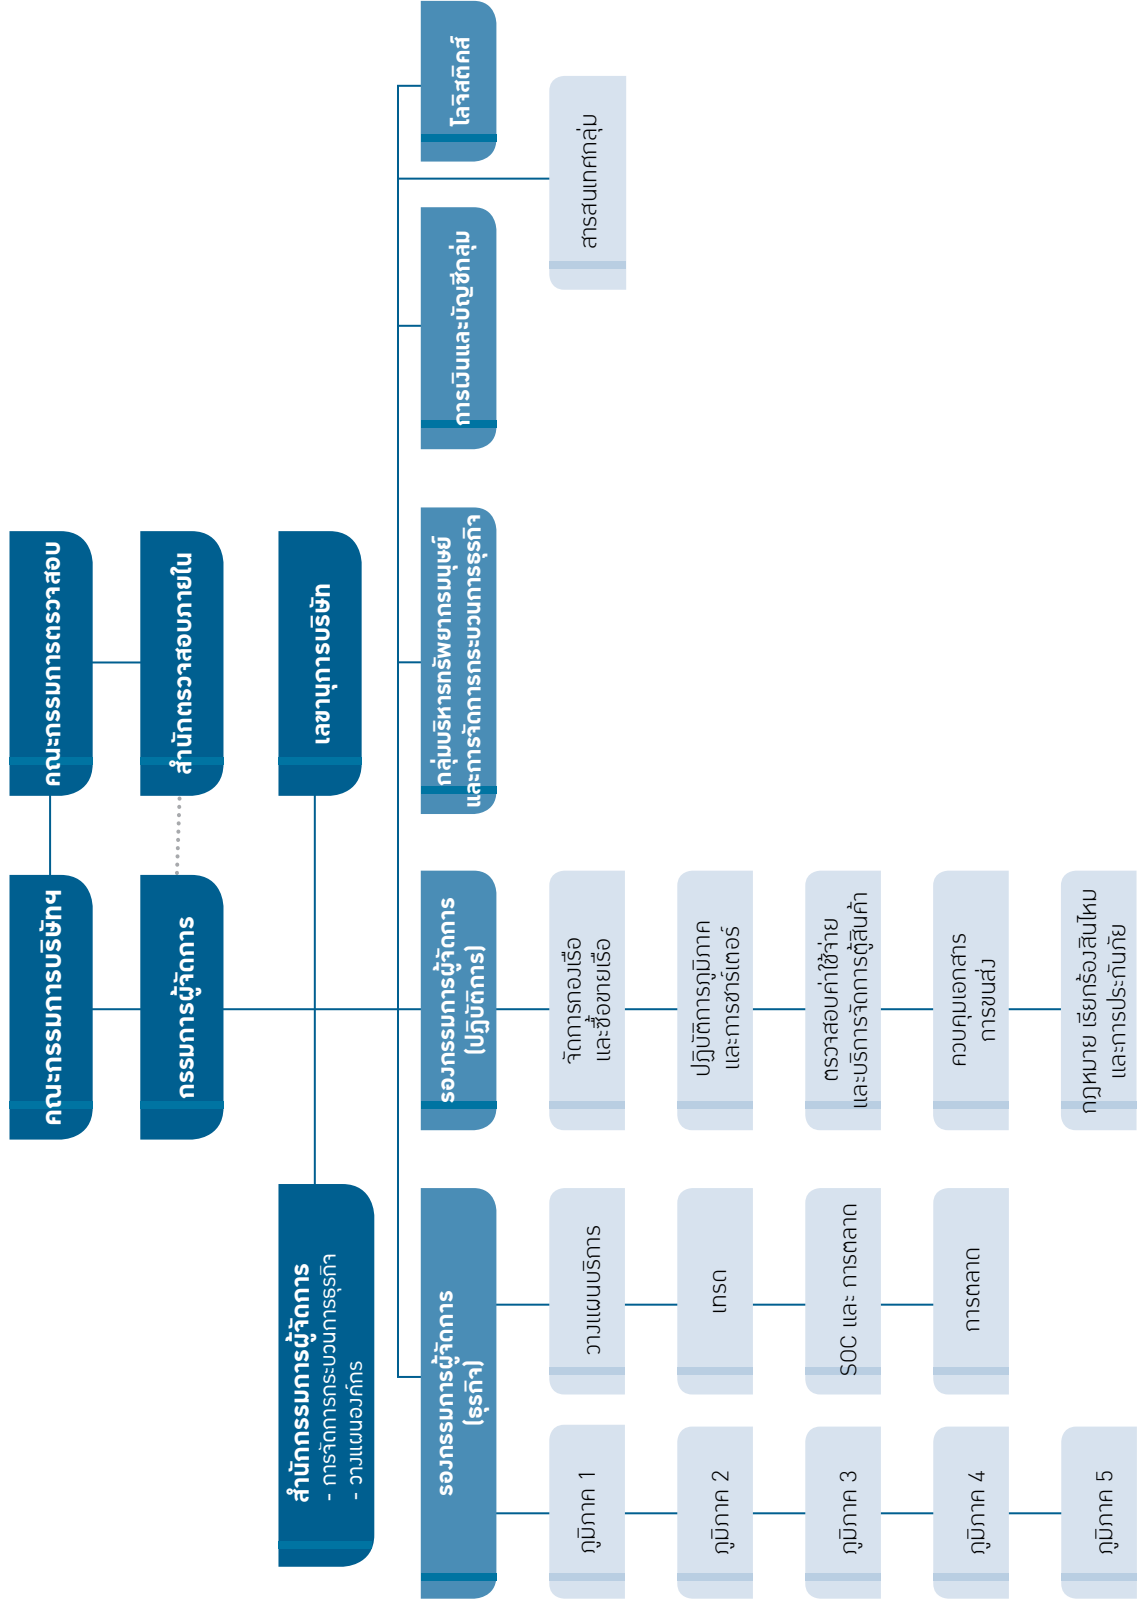 คณะกรรมการบริษัทฯ
คณะกรรมการตรวจสอบ
กรรมการผู้จัดการ
สำนักตรวจสอบภายใน
สำนักกรรมการผู้จัดการ
- การจัดการกระบวนการธุรกิจ
- วางแผนองค์กร
เลขานุการบริษัท
รองกรรมการผู้จัดการ
(ธุรกิจ)
รองกรรมการผู้จัดการ
(ปฏิบัติการ)
กลุ่มบริหารทรัพยากรมนุษย์
และการจัดการกระบวนการธุรกิจ
การเงินและบัญชีกลุ่ม
โลจิสติคส์
ภูมิภาค 1
วางแผนบริการ
จัดการกองเรือ
และซื้อขายเรือ
สารสนเทศกลุ่ม
ภูมิภาค 2
เทรด
ปฏิบัติการภูมิภาค
และการชาร์เตอร์
ภูมิภาค 3
SOC และ การตลาด
ตรวจสอบค่าใช้จ่าย
และบริการจัดการตู้สินค้า
ภูมิภาค 4
การตลาด
ควบคุมเอกสาร
การขนส่ง
ภูมิภาค 5
กฎหมาย เรียกร้องสินไหม
และการประกันภัย